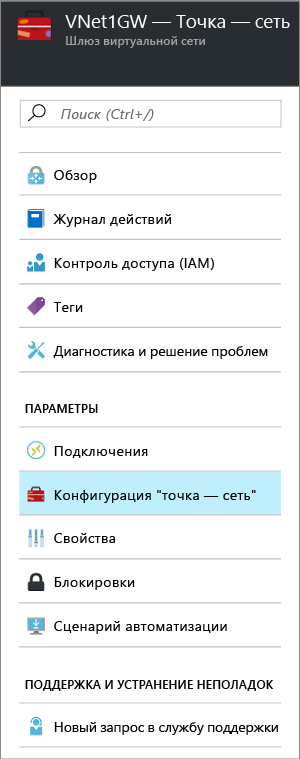 VNet1GW — Точка — сеть
Шлюз виртуальной сети
Поиск (Ctrl+/)
Обзор
Журнал действий
Контроль доступа (IAM)
Теги
Диагностика и решение проблем
ПАРАМЕТРЫ
Подключения
Конфигурация "точка — сеть"
Свойства
Блокировки
Сценарий автоматизации
ПОДДЕРЖКА И УСТРАНЕНИЕ НЕПОЛАДОК
Новый запрос в службу поддержки